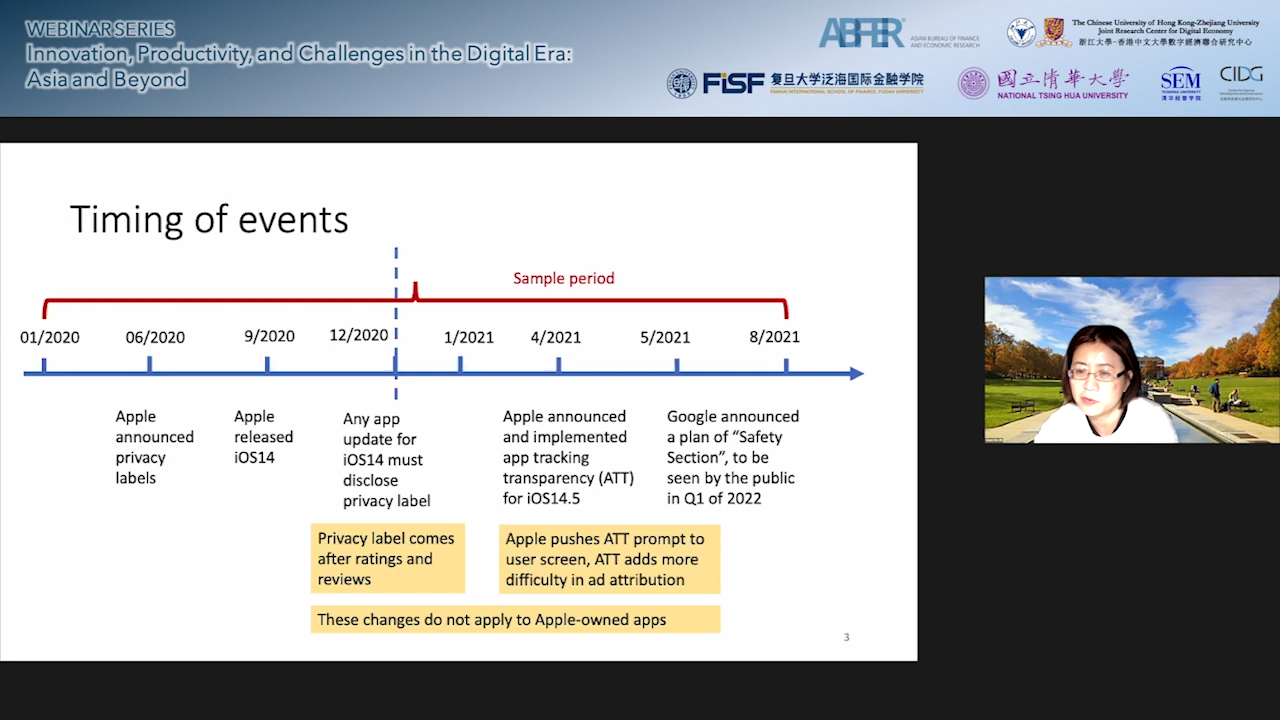 WEBINAR SERIES
Innovation, Productivity, and Challenges in the Digital Era:
Asia and Beyond
ABFER
ASIAN BUREAU OF FINANCE
AND ECONOMIC RESEARCH
The Chinese University of Hong Kong-Zhejiang University
Joint Research Center for Digital Economy
浙江大學-香港中文大學數字經濟聯合研究中心
FISF
复旦大学泛海国际金融学院
FANHAI INTERNATIONAL SCHOOL OF FINANCE, FUDAN UNIVERSITY
國立清華大學
NATIONAL TSING HUA UNIVERSITY
SEM
TSINGHUA UNIVERSITY
清华经管学院
CIDG
Timing of events
Sample period
01/2020
06/2020
9/2020
12/2020
1/2021
4/2021
5/2021
8/2021
Apple
announced
privacy
labels
Apple
released
iOS14
Any app
update for
iOS14 must
disclose
privacy label
Apple announced
and implemented
app tracking
transparency (ATT)
for iOS14.5
Google announced
a plan of “Safety
Section”, to be
seen by the public
in Q1 of 2022
Privacy label comes
after ratings and
reviews
Apple pushes ATT prompt to
user screen, ATT adds more
difficulty in ad attribution
These changes do not apply to Apple-owned apps
3